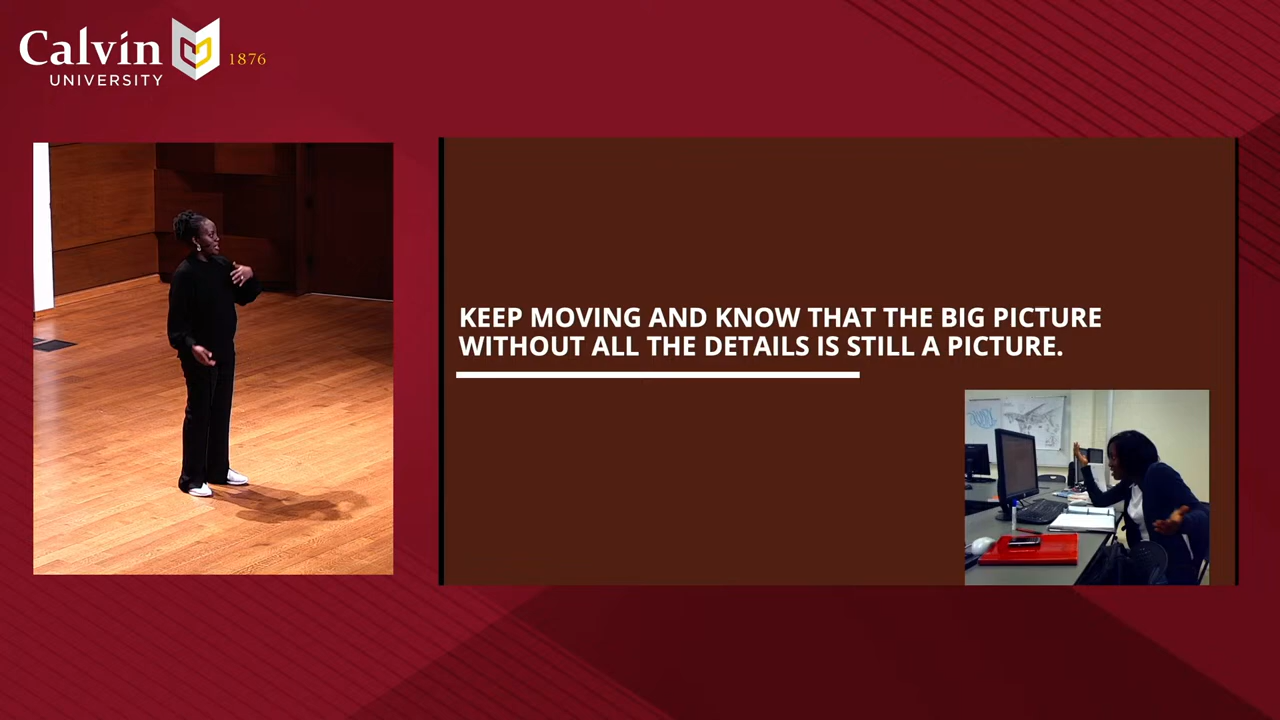 Calvin
UNIVERSITY
1876
KEEP MOVING AND KNOW THAT THE BIG PICTURE
WITHOUT ALL THE DETAILS IS STILL A PICTURE.